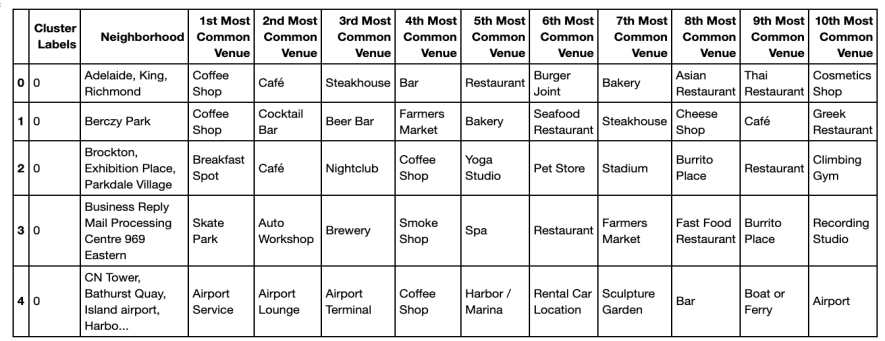 Cluster Labels Neighborhood 1st Most Common Venue 2nd Most Common Venue 3rd Most Common Venue 4th Most Common Venue 5th Most Common Venue 6th Most Common Venue 7th Most Common Venue 8th Most Common Venue 9th Most Common Venue 10th Most Common Venue
0 0 Adelaide, King, Richmond Coffee Shop Café Steakhouse Bar Restaurant Burger Joint Bakery Asian Restaurant Thai Restaurant Cosmetics Shop
1 0 Berczy Park Coffee Shop Cocktail Bar Beer Bar Farmers Market Bakery Seafood Restaurant Steakhouse Cheese Shop Café Greek Restaurant
2 0 Brockton, Exhibition Place, Parkdale Village Breakfast Spot Café Nightclub Coffee Shop Yoga Studio Pet Store Stadium Burrito Place Restaurant Climbing Gym
3 0 Business Reply Mail Processing Centre 969 Eastern Skate Park Auto Workshop Brewery Smoke Shop Spa Restaurant Farmers Market Fast Food Restaurant Burrito Place Recording Studio
4 0 CN Tower, Bathurst Quay, Island airport, Harbo... Airport Service Airport Lounge Airport Terminal Coffee Shop Harbor / Marina Rental Car Location Sculpture Garden Bar Boat or Ferry Airport